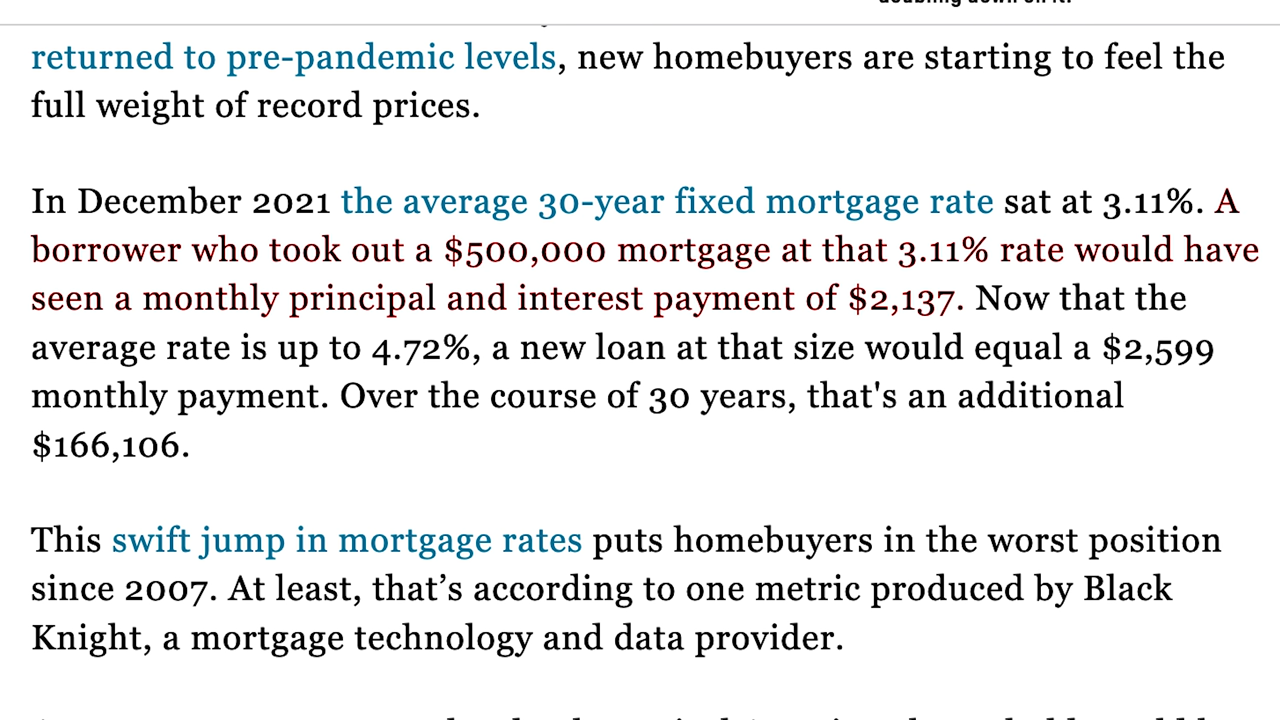 doubling down on it.
returned to pre-pandemic levels, new homebuyers are starting to feel the
full weight of record prices.
In December 2021 the average 30-year fixed mortgage rate sat at 3.11%. A
borrower who took out a $500,000 mortgage at that 3.11% rate would have
seen a monthly principal and interest payment of $2,137. Now that the
average rate is up to 4.72%, a new loan at that size would equal a $2,599
monthly payment. Over the course of 30 years, that's an additional
$166,106.
This swift jump in mortgage rates puts homebuyers in the worst position
since 2007. At least, that’s according to one metric produced by Black
Knight, a mortgage technology and data provider.